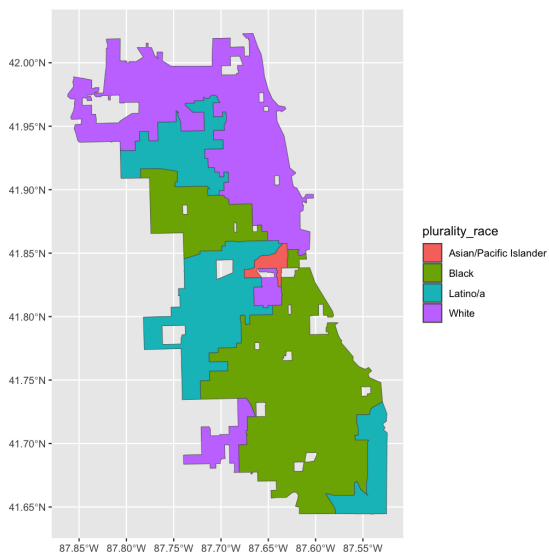 42.00°N
41.95°N
41.90°N
41.85°N
41.80°N
41.75°N
41.70°N
41.65°N
87.85°W 87.80°W 87.75°W 87.70°W 87.65°W 87.60°W 87.55°W
plurality_race
Asian/Pacific Islander
Black
Latino/a
White